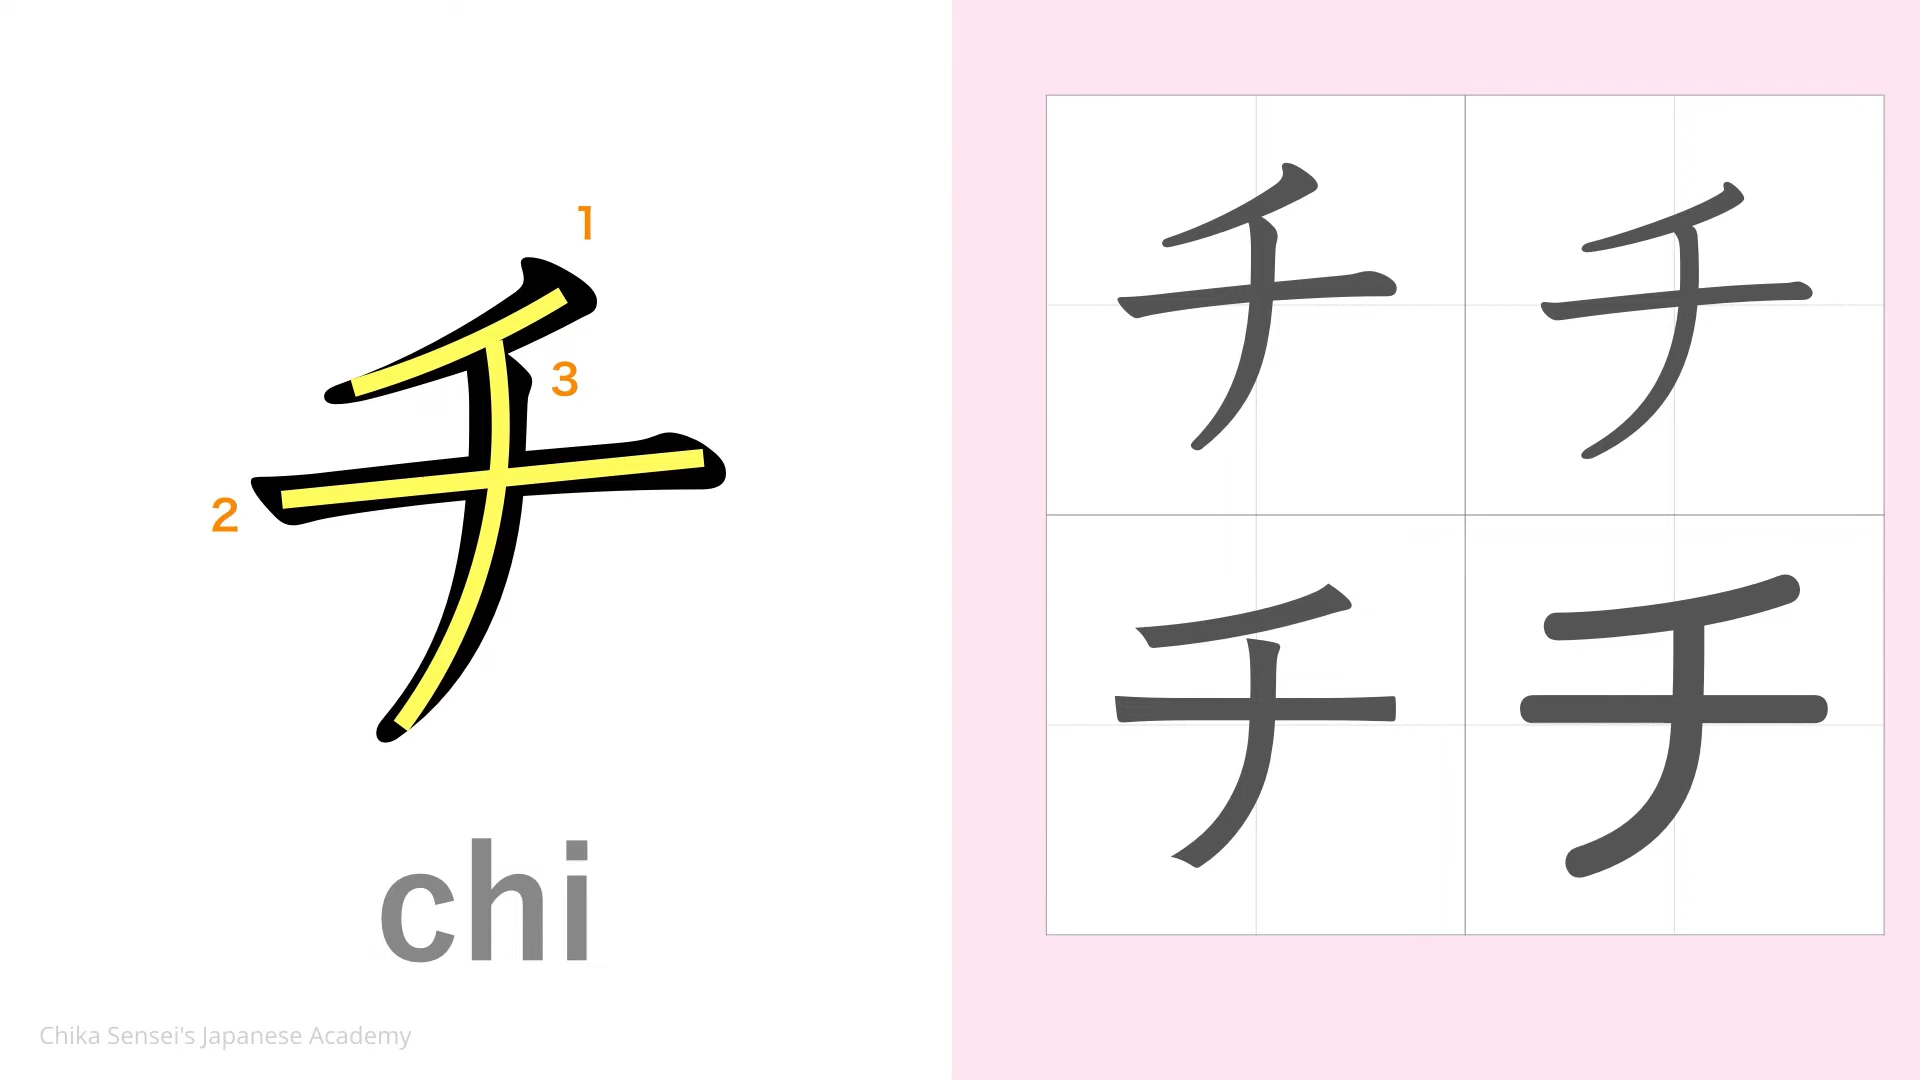 1
チ
3
2
chi
Chika Sensei's Japanese Academy
チ チ
チ チ